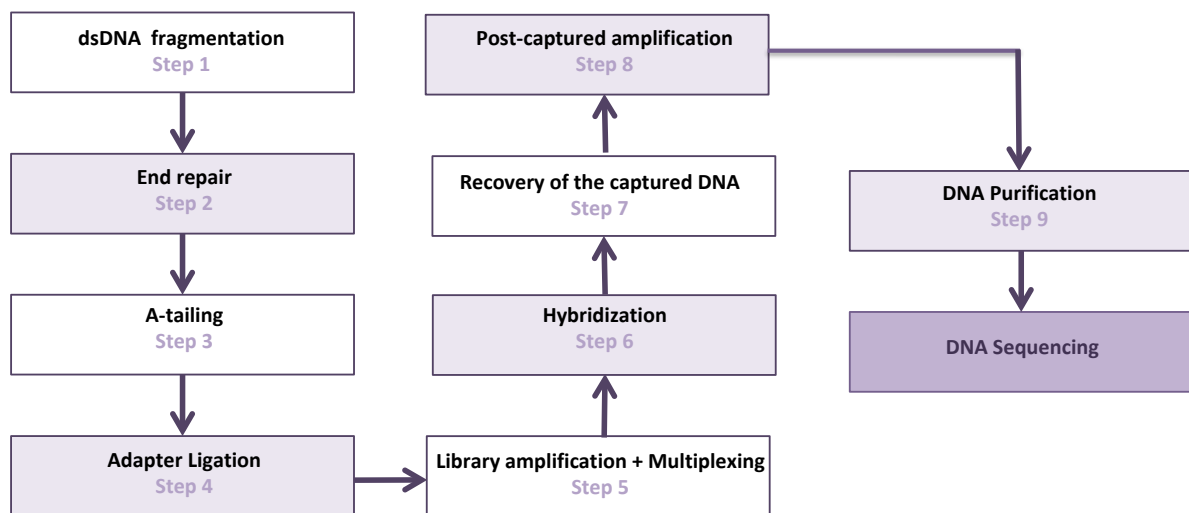 dsDNA fragmentation
Step 1
End repair
Step 2
A-tailing
Step 3
Adapter Ligation
Step 4
Library amplification + Multiplexing
Step 5
Hybridization
Step 6
Recovery of the captured DNA
Step 7
Post-captured amplification
Step 8
DNA Purification
Step 9
DNA Sequencing